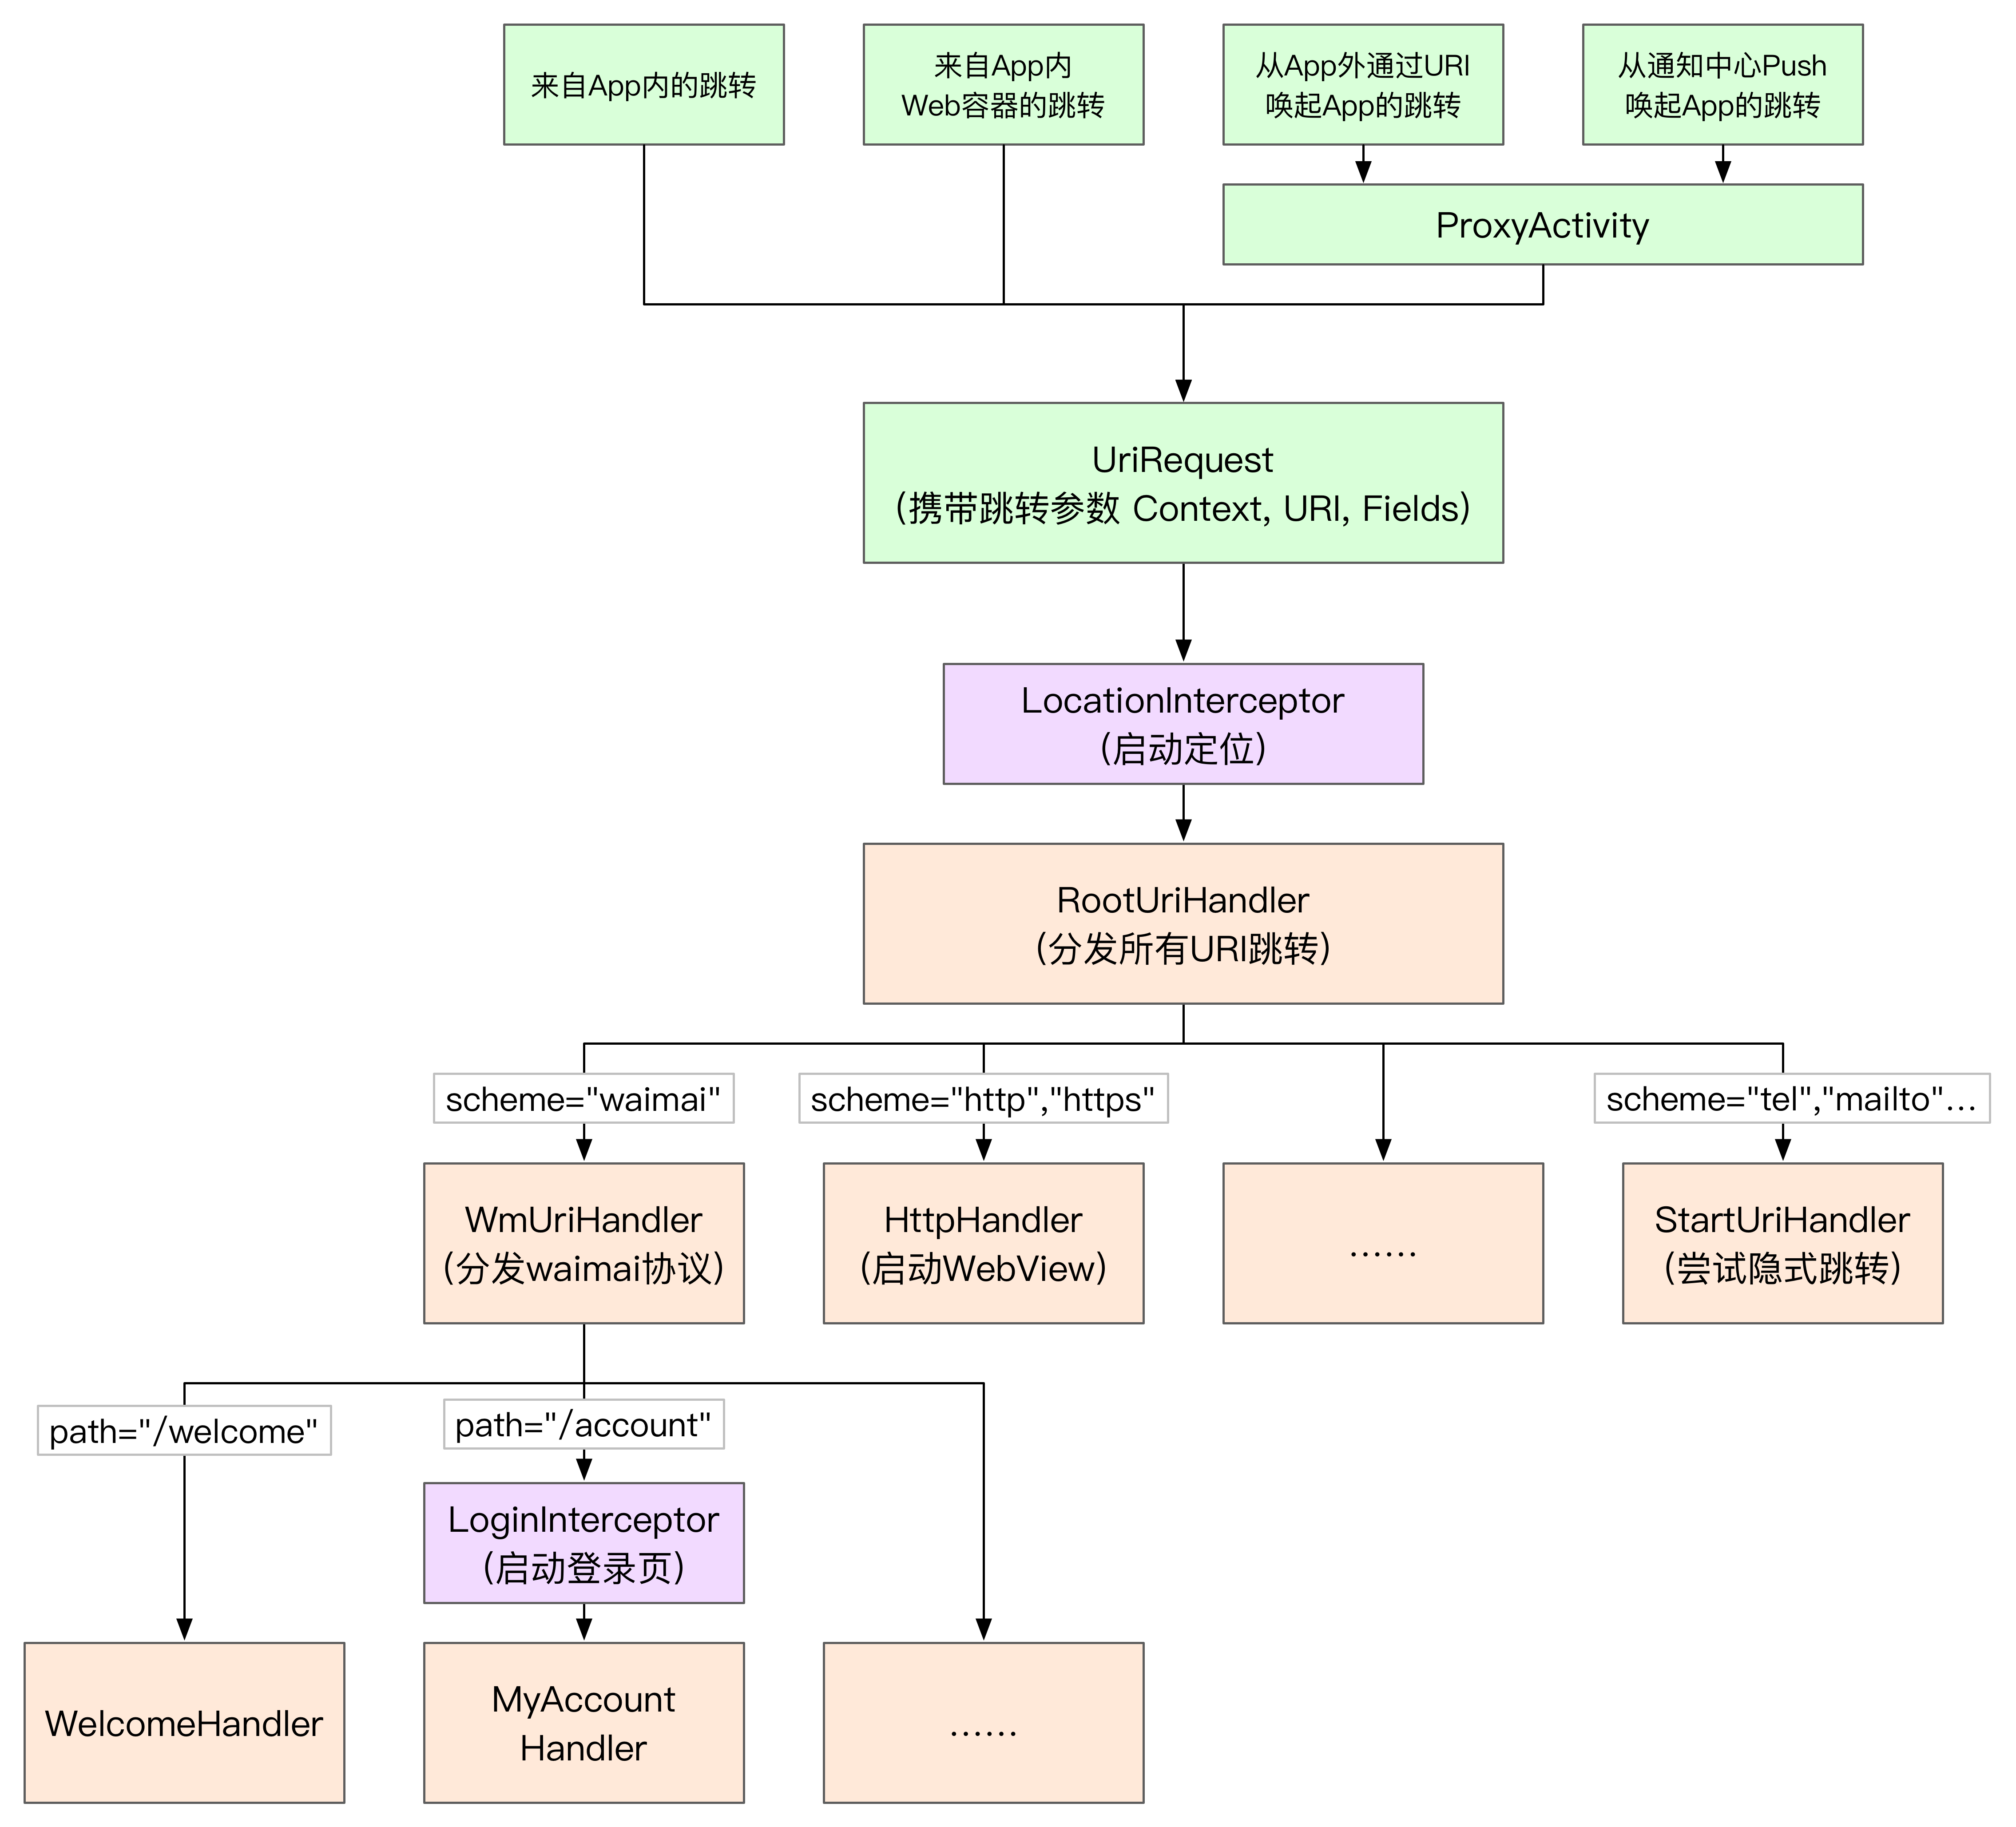 来自App内的跳转
来自App内
Web容器的跳转
从App外通过URI
唤起App的跳转
从通知中心Push
唤起App的跳转
ProxyActivity
UriRequest
(携带跳转参数 Context, URI, Fields)
LocationInterceptor
(启动定位)
RootUriHandler
(分发所有URI跳转)
scheme="waimai"
scheme="http","https"
scheme="tel","mailto"...
WmUriHandler
(分发waimai协议)
HttpHandler
(启动WebView)
......
StartUriHandler
(尝试隐式跳转)
path="/welcome"
path="/account"
LoginInterceptor
(启动登录页)
WelcomeHandler
MyAccount
Handler
......